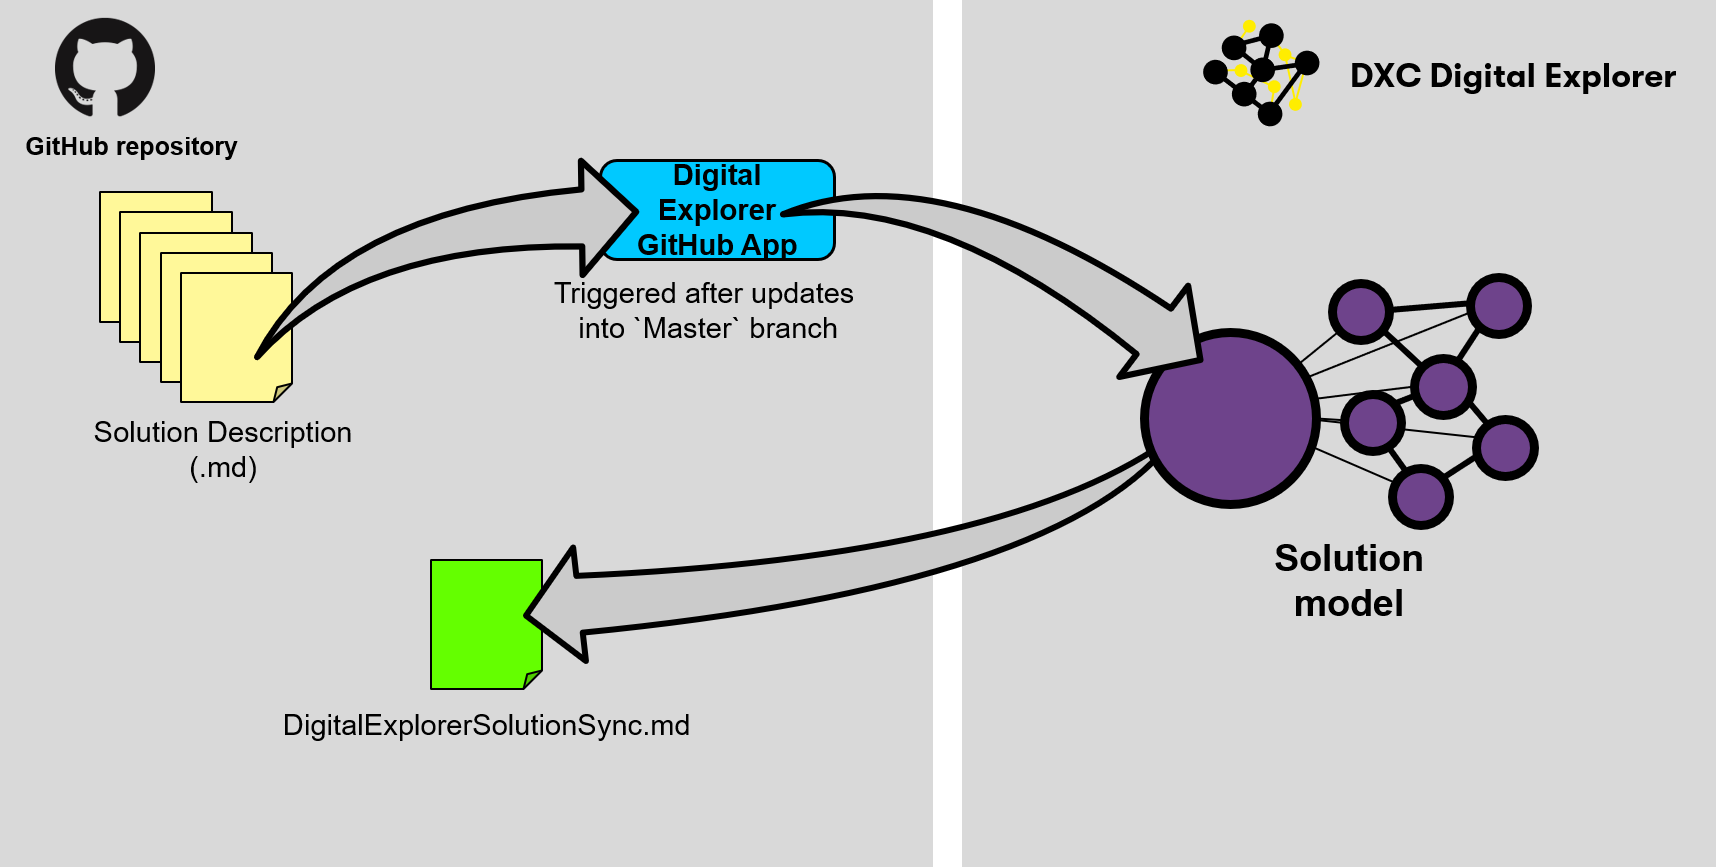 GitHub repository
DXC Digital Explorer
Digital
Explorer
GitHub App
Triggered after updates
into `Master` branch
Solution Description
(.md)
Solution
model
DigitalExplorerSolutionSync.md